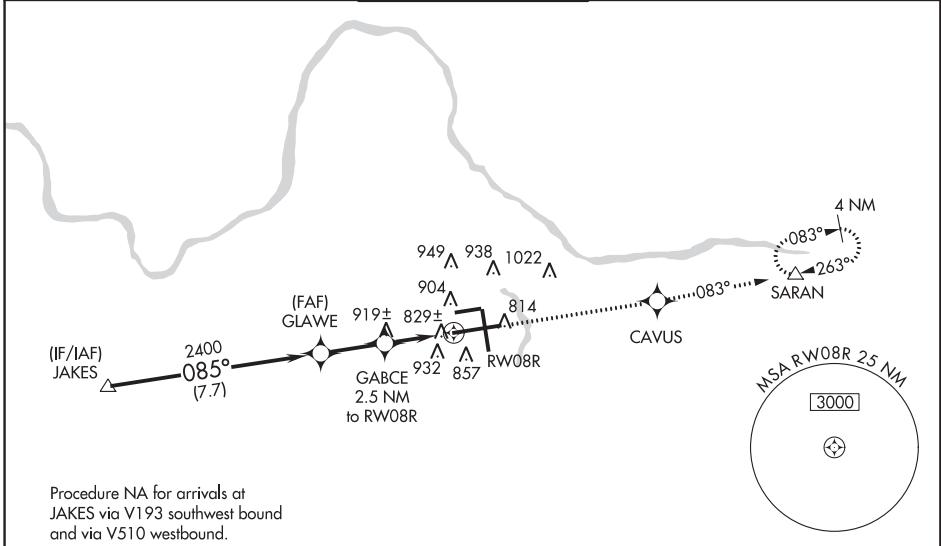 4 NM
083°
263°
SARAN
949 938 1022
904
083°
CAVUS
(FAF)
GLAWE
919± 829±
814
RW08R
932 857
(IF/IAF)
JAKES
2400
085°
(7.7)
GABCE
2.5 NM
to RW08R
MSA RW08R 25 NM
3000
Procedure NA for arrivals at
JAKES via V193 southwest bound
and via V510 westbound.